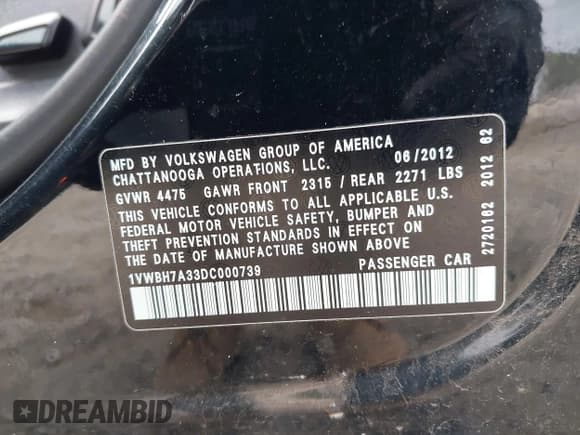 MFD BY VOLKSWAGEN GROUP OF AMERICA
CHATTANOOGA OPERATIONS, LLC. 06/2012
GVWR 4475 GAWR FRONT 2315 / REAR 2271 LBS
THIS VEHICLE CONFORMS TO ALL APPLICABLE U.S.
FEDERAL MOTOR VEHICLE SAFETY, BUMPER AND
THEFT PREVENTION STANDARDS IN EFFECT ON
THE DATE OF MANUFACTURE SHOWN ABOVE
1VWBH7A33DC000739 PASSENGER CAR
2720162 2012 62
DREAMBID